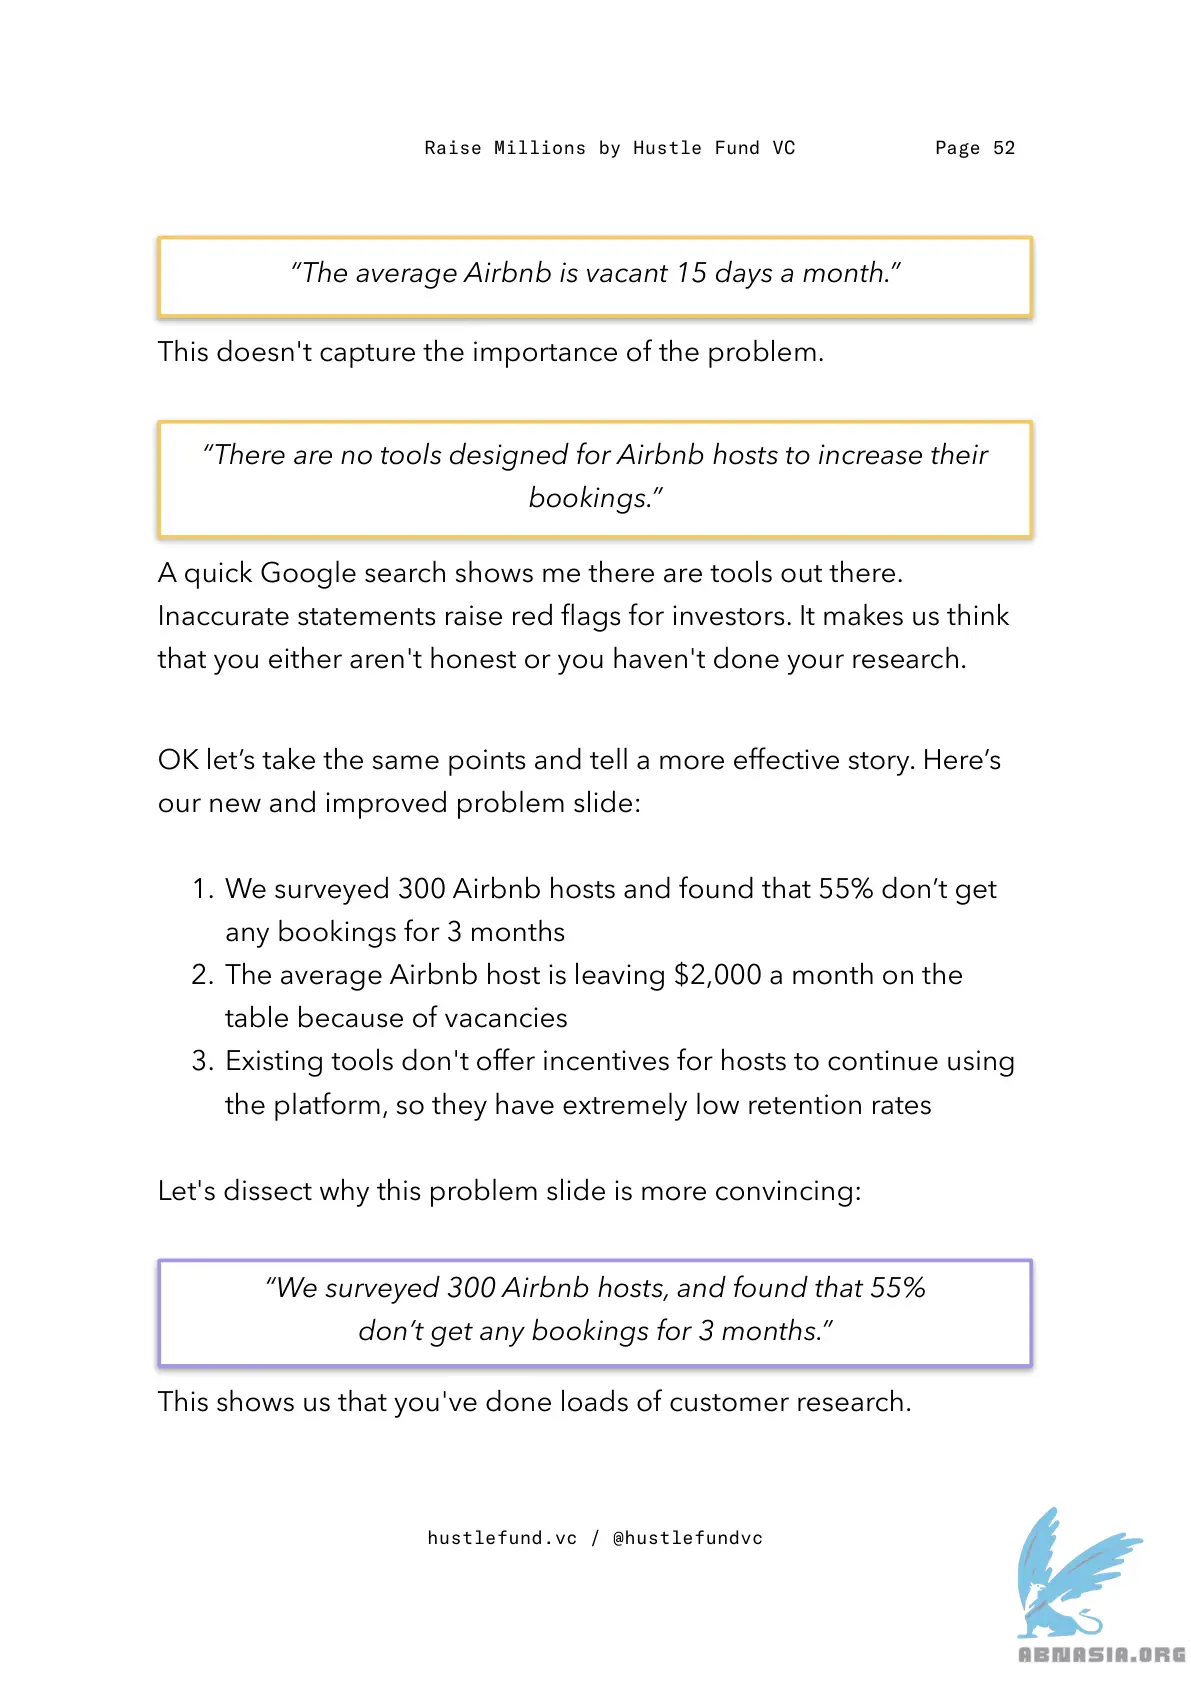 Raise Millions by Hustle Fund VC Page 52
“The average Airbnb is vacant 15 days a month.”
This doesn't capture the importance of the problem.
“There are no tools designed for Airbnb hosts to increase their
bookings.”
A quick Google search shows me there are tools out there.
Inaccurate statements raise red flags for investors. It makes us think
that you either aren't honest or you haven't done your research.
OK let’s take the same points and tell a more effective story. Here’s
our new and improved problem slide:
1. We surveyed 300 Airbnb hosts and found that 55% don’t get
any bookings for 3 months
2. The average Airbnb host is leaving $2,000 a month on the
table because of vacancies
3. Existing tools don't offer incentives for hosts to continue using
the platform, so they have extremely low retention rates
Let's dissect why this problem slide is more convincing:
“We surveyed 300 Airbnb hosts, and found that 55%
don’t get any bookings for 3 months.”
This shows us that you've done loads of customer research.
hustlefund.vc / @hustlefundvc
ABNASIA.ORG